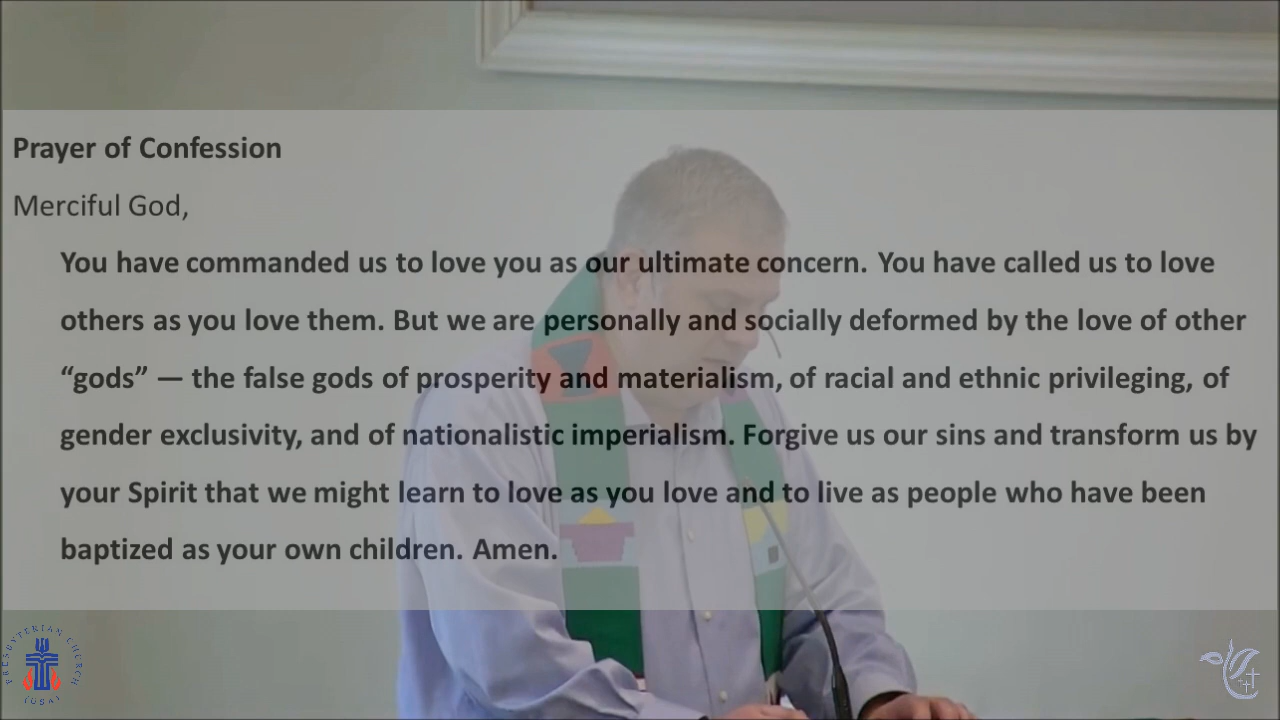 Prayer of Confession
Merciful God,
You have commanded us to love you as our ultimate concern. You have called us to love
others as you love them. But we are personally and socially deformed by the love of other
“gods” — the false gods of prosperity and materialism, of racial and ethnic privileging, of
gender exclusivity, and of nationalistic imperialism. Forgive us our sins and transform us by
your Spirit that we might learn to love as you love and to live as people who have been
baptized as your own children. Amen.
PRESBYTERIAN CHURCH
(USA)